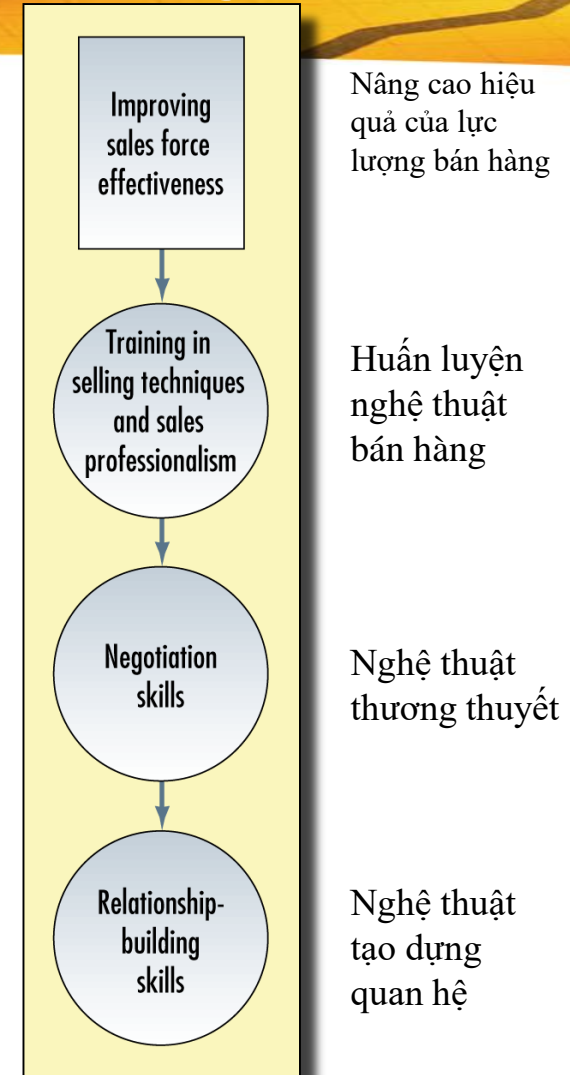 Improving
sales force
effectiveness
Nâng cao hiệu
quả của lực
lượng bán hàng
Training in
selling techniques
and sales
professionalism
Huấn luyện
nghệ thuật
bán hàng
Negotiation
skills
Nghệ thuật
thương thuyết
Relationship-
building
skills
Nghệ thuật
tạo dựng
quan hệ